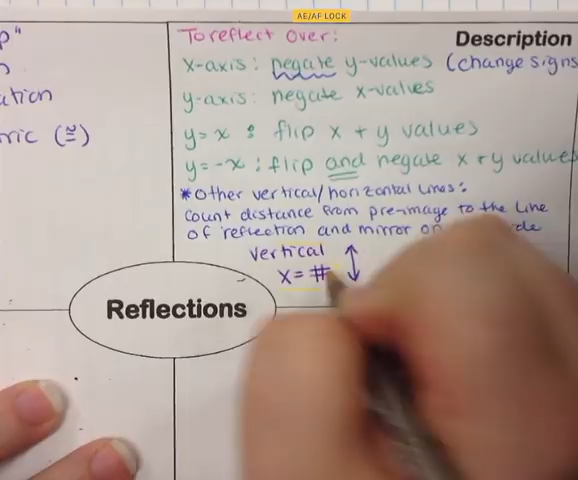 AE/AF LOCK
To reflect over:
Description
x-axis: negate y-values (change signs
y-axis: negate x-values
y=x : flip x + y values
y=-x : flip and negate x + y values
*Other vertical/horizontal lines:
count distance from pre-image to the line
of reflection and mirror on
vertical
x = #
Reflections
(≅)